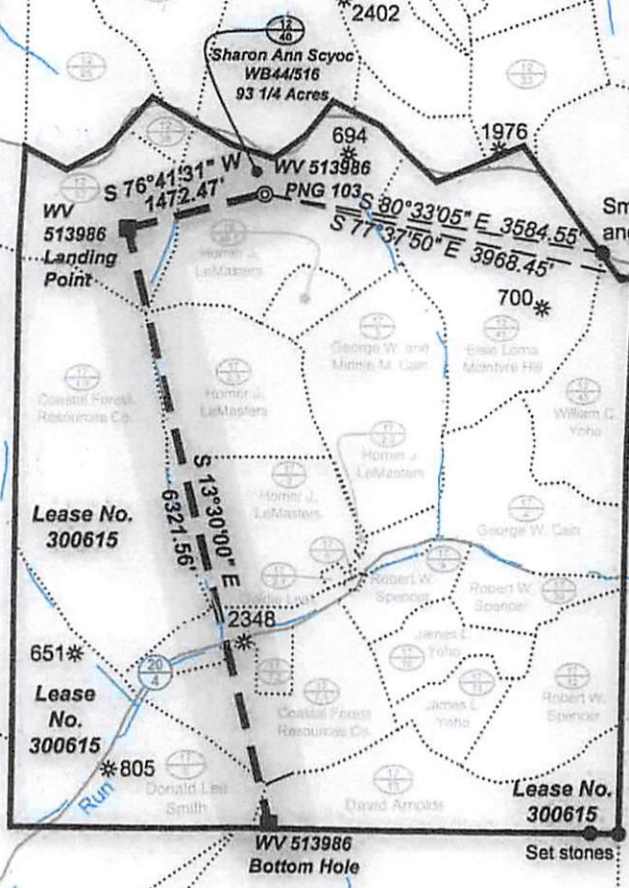 2402
12
40
Sharon Ann Scyoc
WB44/516
93 1/4 Acres
694
1976
WV 513986
PNG 103
S 76°41'31" W
1472.47'
S 80°33'05" E 3584.55'
S 77°37'50" E 3968.45'
WV
513986
Landing
Point
Homer J.
LeMasters
700
George W. and
Minnie M. Cain
Elsie Lorna
McIntyre Hill
Coastal Forest
Resources Co.
Homer J.
LeMasters
William C.
Yoho
Homer J.
LeMasters
Homer J.
LeMasters
S 13°30'00" E
6321.56'
Lease No.
300615
George W. Cain
Robert W.
Spencer
Robert W.
Spencer
2348
James L.
Yoho
651
20
4
Lease
No.
300615
Coastal Forest
Resources Co.
James L.
Yoho
Robert W.
Spencer
805
Run
Donald Lee
Smith
David Arnolds
Lease No.
300615
WV 513986
Bottom Hole
Set stones